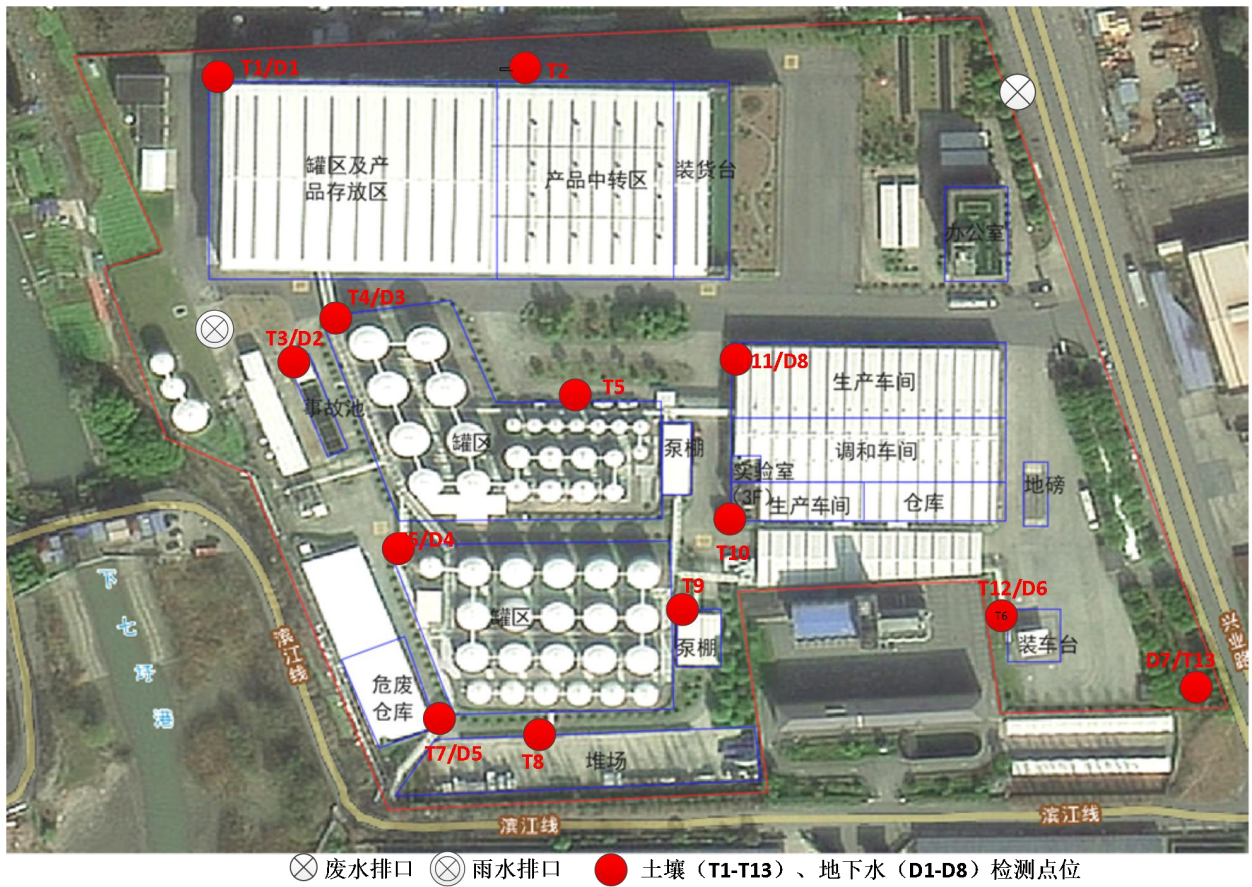 T1/D1
T2
罐区及产
品存放区
产品中转区
装货台
办公室
T4/D3
T3/D2
事故池
T5
罐区
泵棚
11/D8
生产车间
调和车间
实验室
(3F)
生产车间
仓库
地磅
T10
T6/D4
罐区
T9
泵棚
T12/D6
T6
装车台
D7/T13
危废
仓库
T7/D5
T8
堆场
下
七
圩
港
滨江线
滨江线
滨江线
废水排口
雨水排口
土壤（T1-T13）、地下水（D1-D8）检测点位